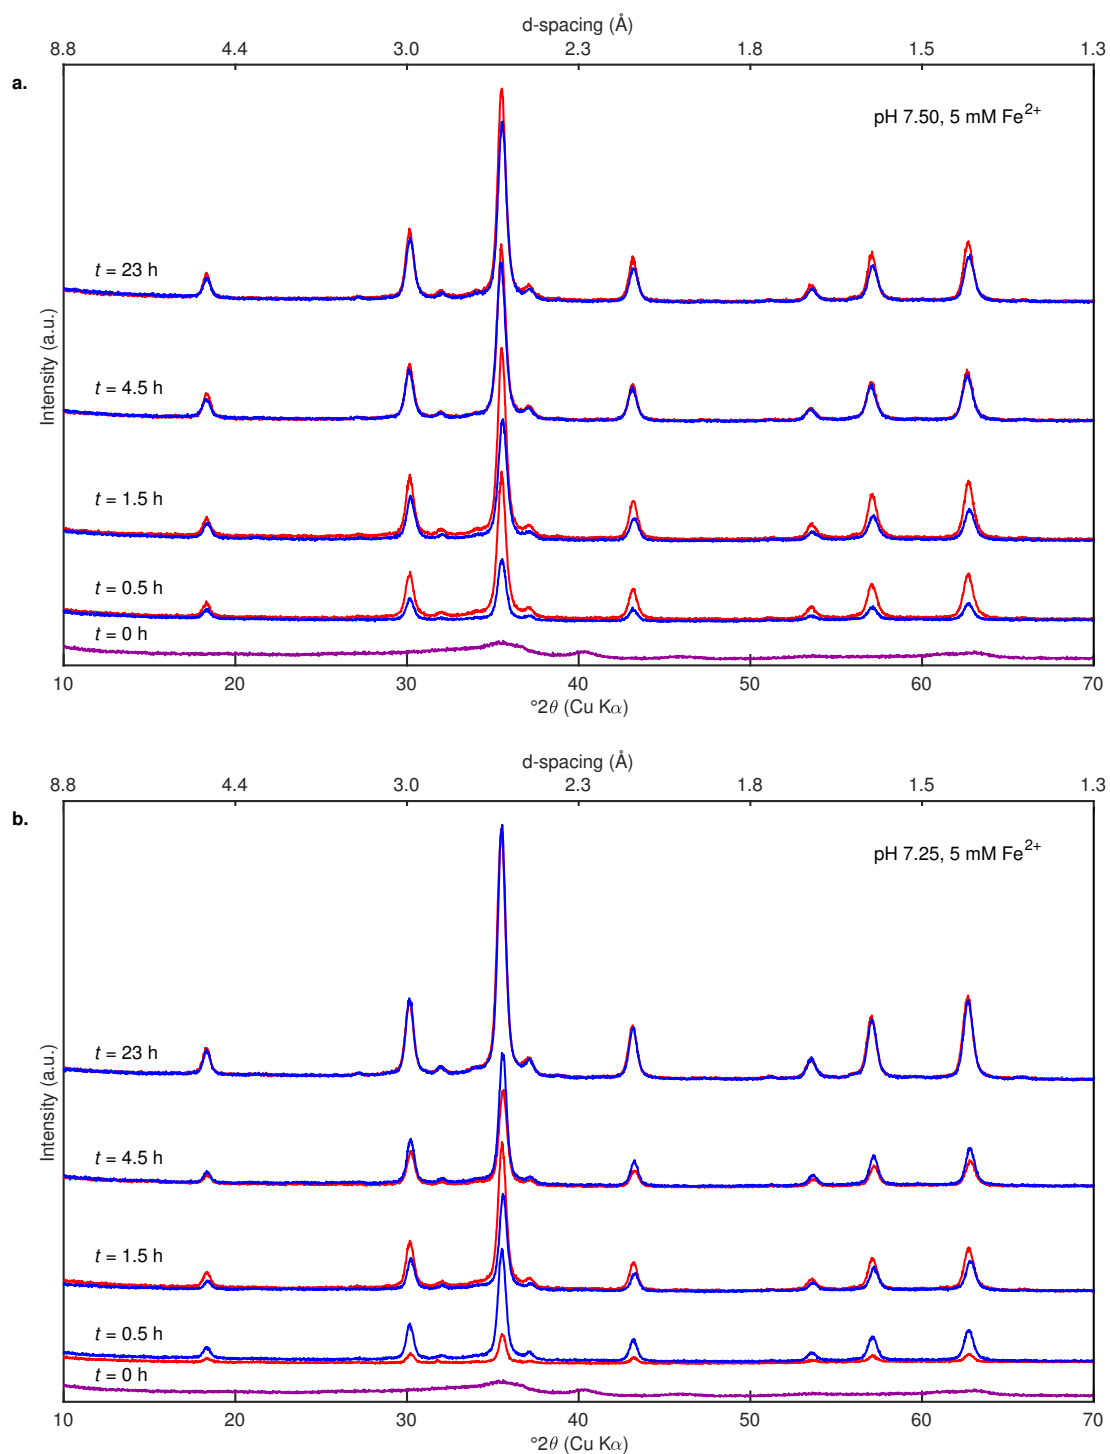 d-spacing (Å)
8.8 4.4 3.0 2.3 1.8 1.5 1.3
a.
pH 7.50, 5 mM Fe²⁺
t = 23 h
t = 4.5 h
t = 1.5 h
t = 0.5 h
t = 0 h
Intensity (a.u.)
10 20 30 40 50 60 70
°2θ (Cu Kα)
d-spacing (Å)
8.8 4.4 3.0 2.3 1.8 1.5 1.3
b.
pH 7.25, 5 mM Fe²⁺
t = 23 h
t = 4.5 h
t = 1.5 h
t = 0.5 h
t = 0 h
Intensity (a.u.)
10 20 30 40 50 60 70
°2θ (Cu Kα)